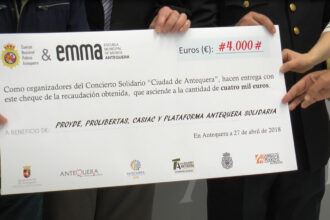 Cuerpo
Nacional
Policía
Antequera
& emma
ESCUELA
MUNICIPAL
DE MÚSICA
ANTEQUERA
Euros (€): #4.000#
Como organizadores del Concierto Solidario "Ciudad de Antequera", hacen entrega con
este cheque de la recaudación obtenida, que asciende a la cantidad de cuatro mil euros.
A BENEFICIO DE: PROYDE, PROLIBERTAS, CASIAC Y PLATAFORMA ANTEQUERA SOLIDARIA
En Antequera a 27 de abril de 2018
ANTEQUERA